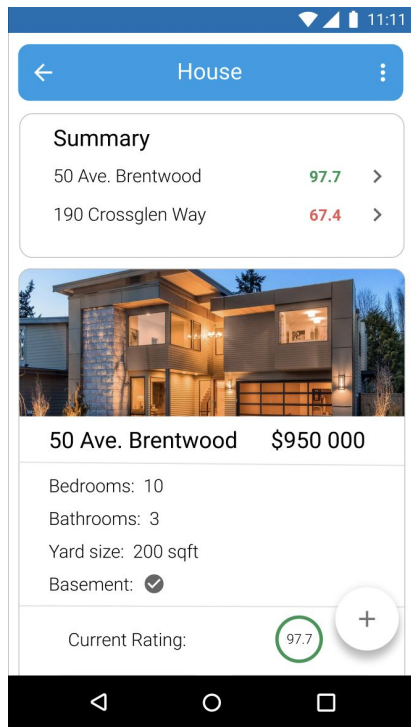 11:11
House
Summary
50 Ave. Brentwood 97.7
190 Crossglen Way 67.4
50 Ave. Brentwood $950 000
Bedrooms: 10
Bathrooms: 3
Yard size: 200 sqft
Basement:
Current Rating: 97.7